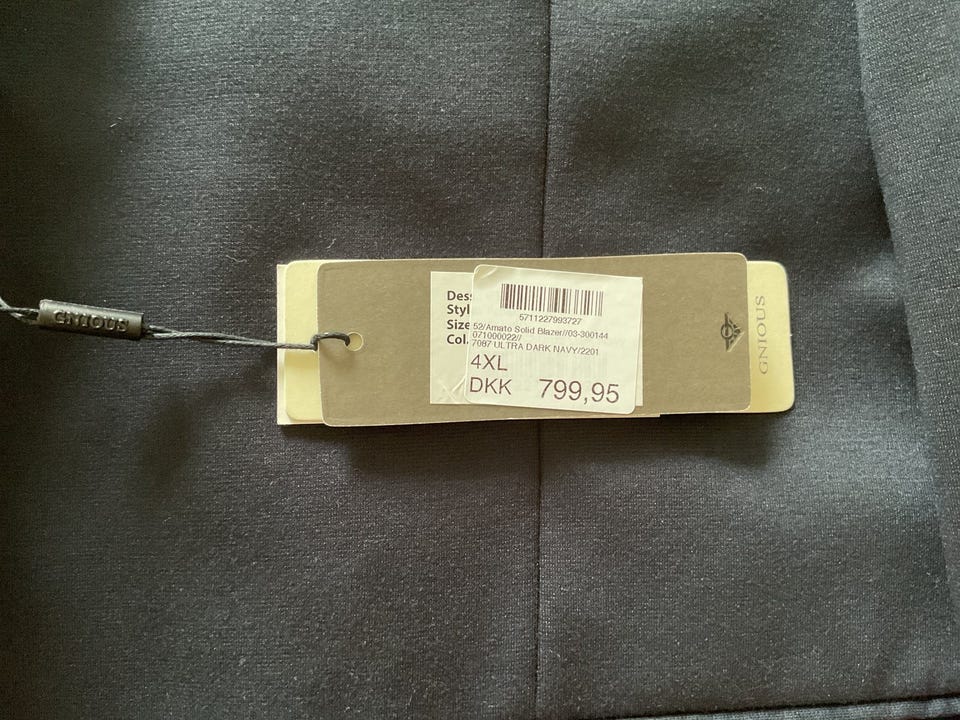 GNIOUS
Des
Styl
Size
Col.
5711227993727
52/Amato Solid Blazer//03-300144
071000022//
7087 ULTRA DARK NAVY/2201
4XL
DKK 799,95
GNIOUS